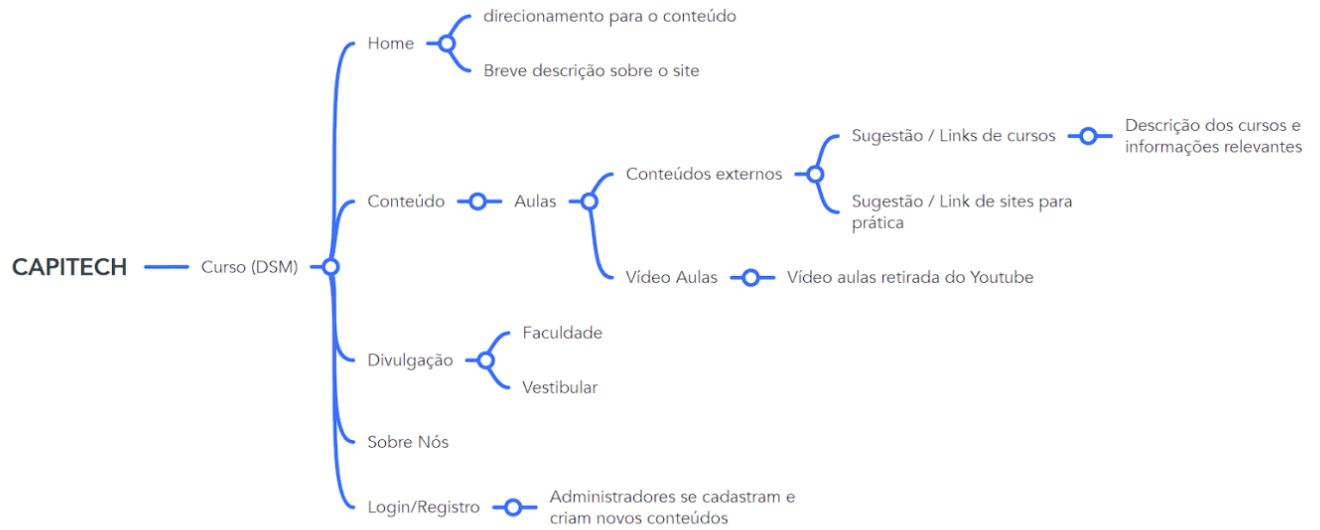 direcionamento para o conteúdo
Home
Breve descrição sobre o site
Sugestão / Links de cursos
Descrição dos cursos e
informações relevantes
Conteúdos externos
Conteúdo
Aulas
Sugestão / Link de sites para
prática
CAPITECH
Curso (DSM)
Vídeo Aulas
Vídeo aulas retirada do Youtube
Faculdade
Divulgação
Vestibular
Sobre Nós
Login/Registro
Administradores se cadastram e
criam novos conteúdos